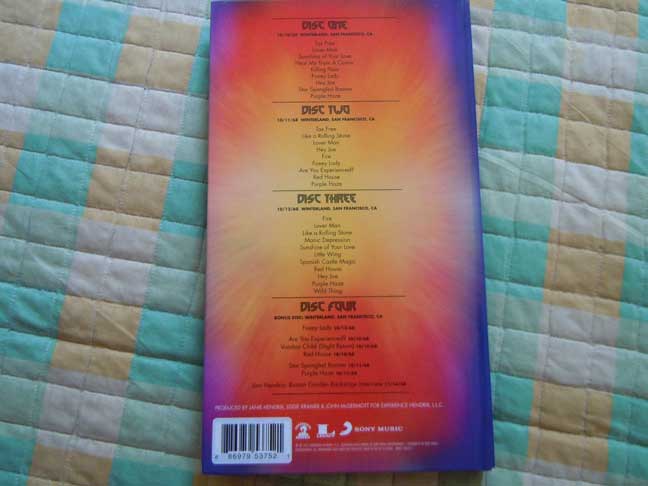 DISC ONE
10/10/68 WINTERLAND, SAN FRANCISCO, CA
Tax Free
Lover Man
Sunshine of Your Love
Hear My Train A Comin'
Killing Floor
Foxey Lady
Hey Joe
Star Spangled Banner
Purple Haze
DISC TWO
10/11/68 WINTERLAND, SAN FRANCISCO, CA
Tax Free
Like a Rolling Stone
Lover Man
Hey Joe
Fire
Foxey Lady
Are You Experienced?
Red House
Purple Haze
DISC THREE
10/12/68 WINTERLAND, SAN FRANCISCO, CA
Fire
Lover Man
Like a Rolling Stone
Manic Depression
Sunshine of Your Love
Little Wing
Spanish Castle Magic
Red House
Hey Joe
Purple Haze
Wild Thing
DISC FOUR
BONUS DISC: WINTERLAND, SAN FRANCISCO, CA
Foxey Lady
Are You Experienced? 10/10/68
Voodoo Child (Slight Return) 10/10/68
Red House 10/10/68
Star Spangled Banner 10/11/68
Purple Haze
Jimi Hendrix: Boston Garden Backstage Interview 11/16/68
PRODUCED BY JANIE HENDRIX, EDDIE KRAMER & JOHN McDERMOTT FOR EXPERIENCE HENDRIX, L.L.C.
SONY MUSIC
8 86979 53752 1